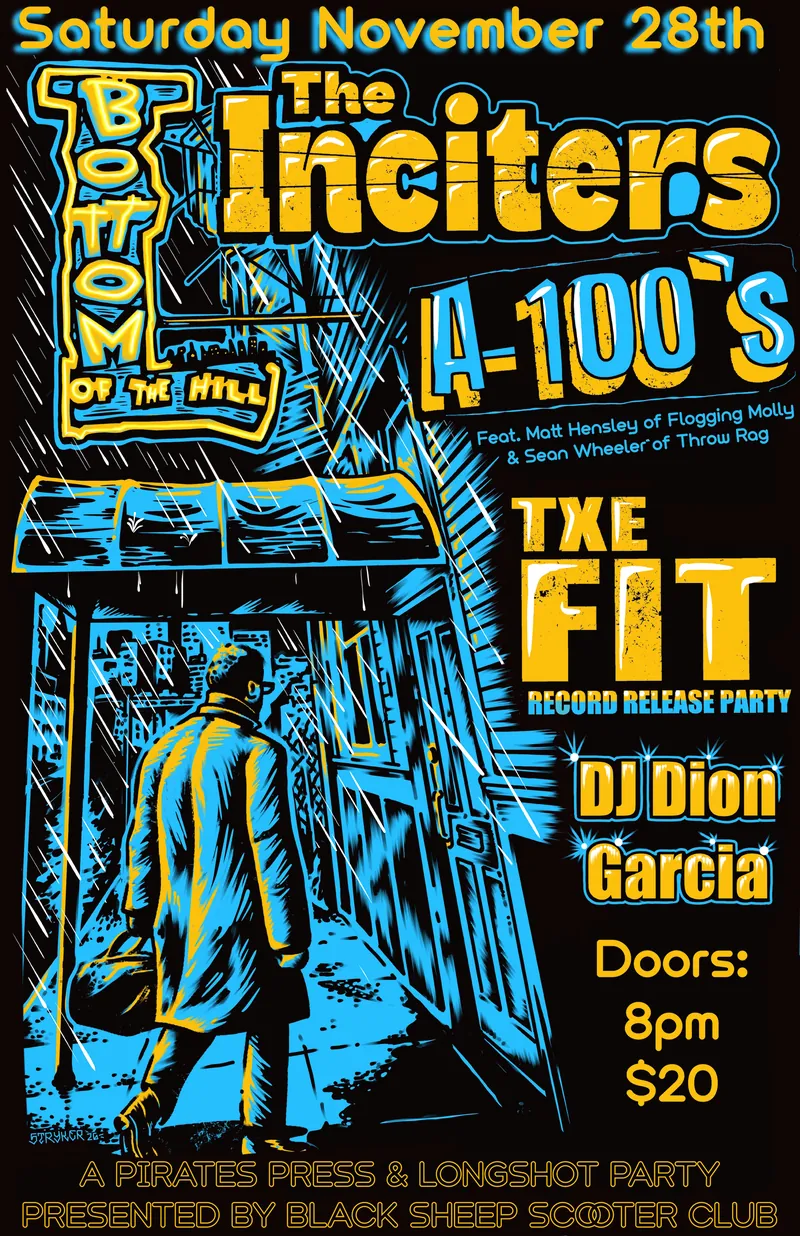 Saturday November 28th
BOTTOM
OF THE HILL
The
Inciters
A-100's
Feat. Matt Hensley of Flogging Molly
& Sean Wheeler of Throw Rag
TXE
FIT
RECORD RELEASE PARTY
DJ Dion
Garcia
Doors:
8pm
$20
STRYKER 26
A PIRATES PRESS & LONGSHOT PARTY
PRESENTED BY BLACK SHEEP SCOOTER CLUB